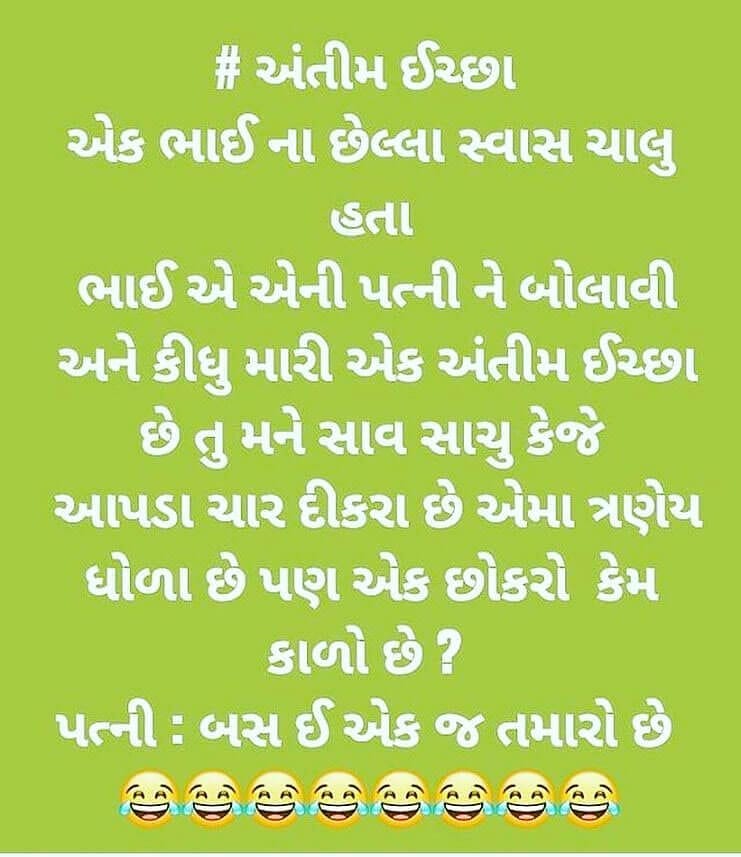 # અંતીમ ઈચ્છા
એક ભાઈ ના છેલ્લા સ્વાસ ચાલુ
હતા
ભાઈ એ એની પત્ની ને બોલાવી
અને કીધુ મારી એક અંતીમ ઈચ્છા
છે તુ મને સાવ સાચુ કેજે
આપડા ચાર દીકરા છે એમા ત્રણેય
ધોળા છે પણ એક છોકરો કેમ
કાળો છે ?
પત્ની : બસ ઈ એક જ તમારો છે
😂😂😂😂😂😂😂😂